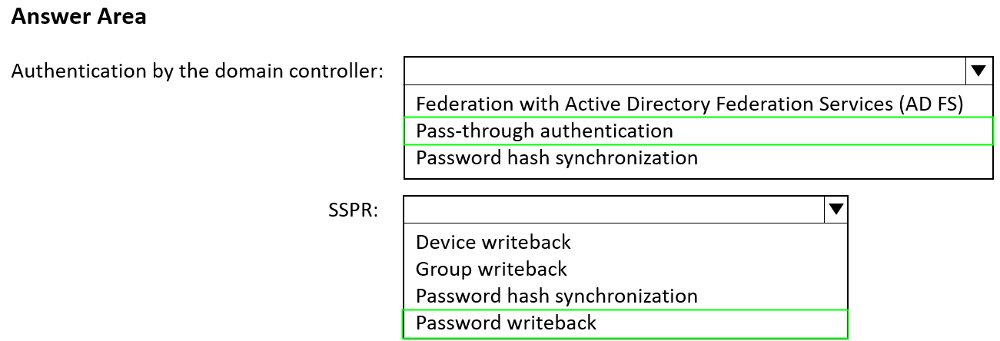 Answer Area
Authentication by the domain controller:
Federation with Active Directory Federation Services (AD FS)
Pass-through authentication
Password hash synchronization
SSPR:
Device writeback
Group writeback
Password hash synchronization
Password writeback